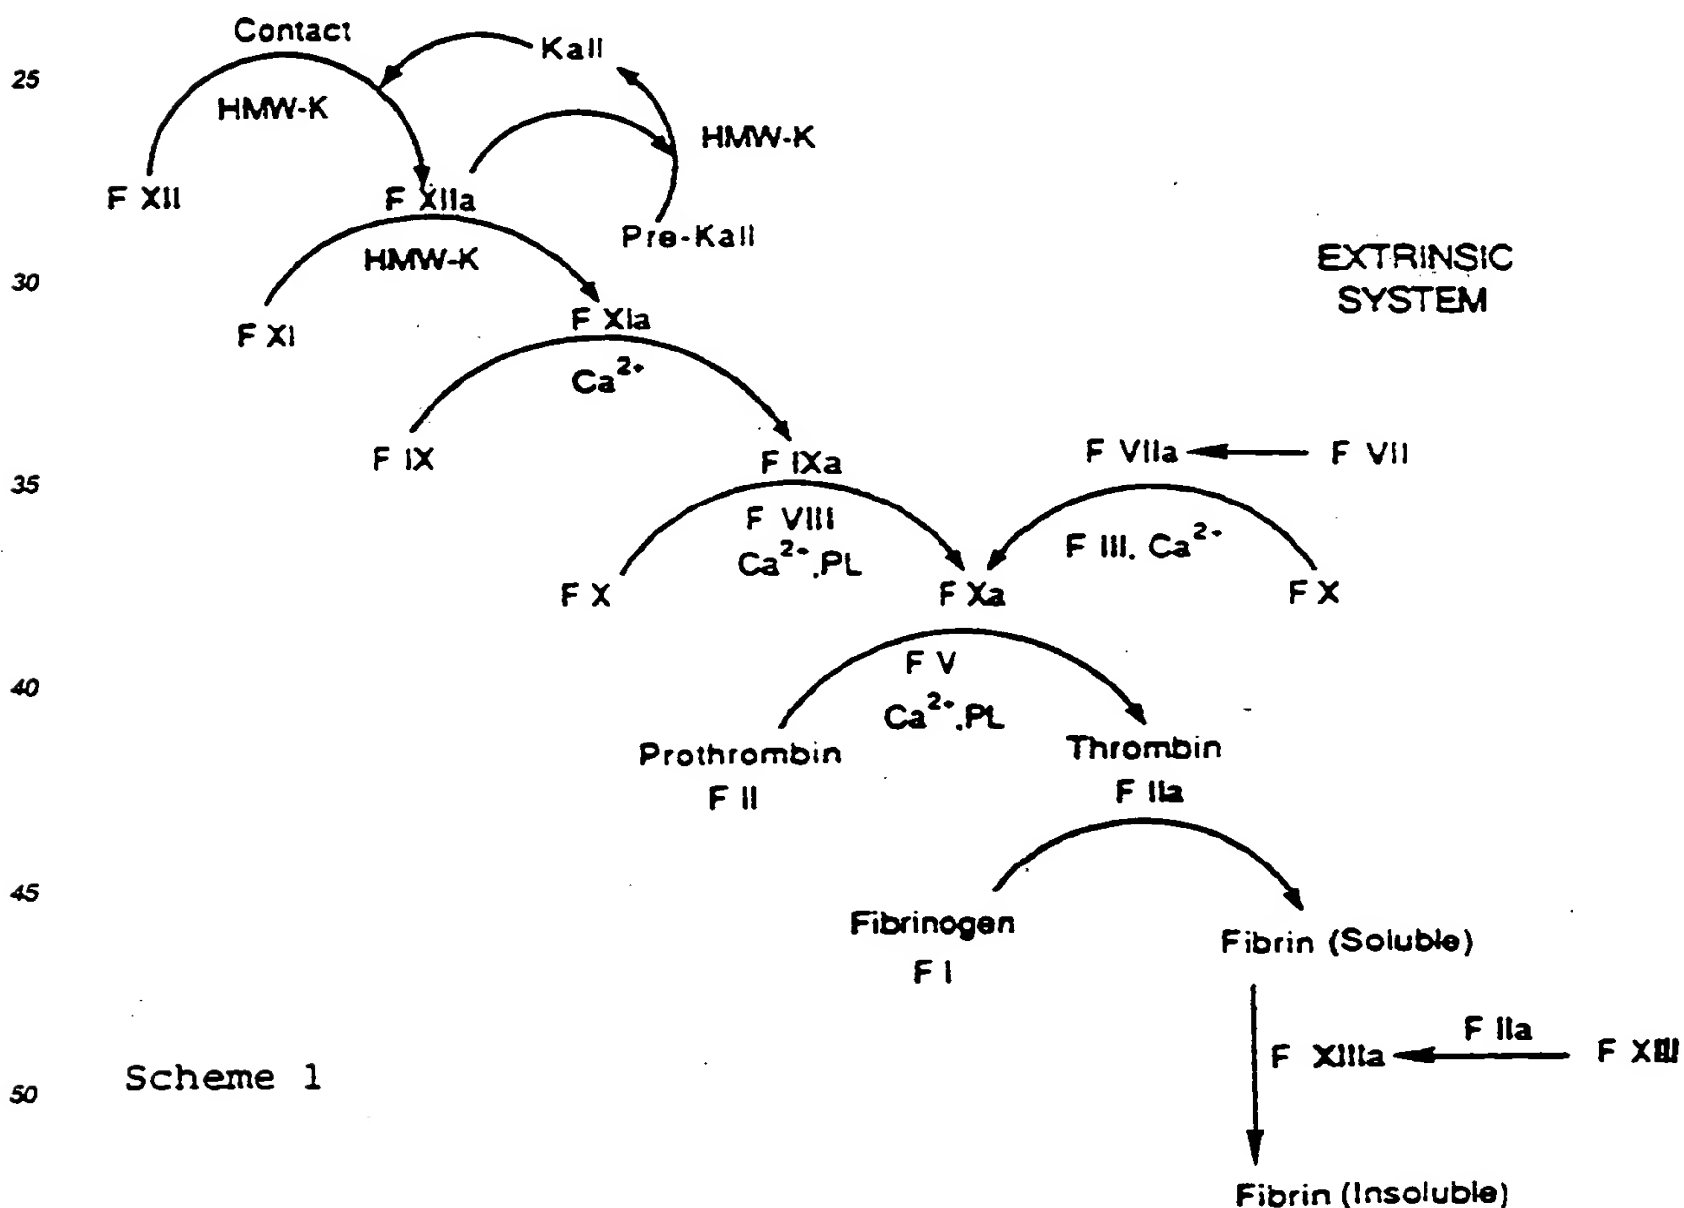 Contact
Kall
25
HMW-K
HMW-K
F XII
F XIIa
Pre-Kall
HMW-K
EXTRINSIC
SYSTEM
30
F XI
F XIa
Ca²⁺
F IX
F IXa
F VIIa
F VII
35
F VIII
Ca²⁺,PL
F III, Ca²⁺
F X
F Xa
F X
F V
40
Ca²⁺,PL
Prothrombin
Thrombin
F II
F IIa
45
Fibrinogen
Fibrin (Soluble)
F I
F IIa
F XIIIa
F XIII
Scheme 1
50
Fibrin (Insoluble)